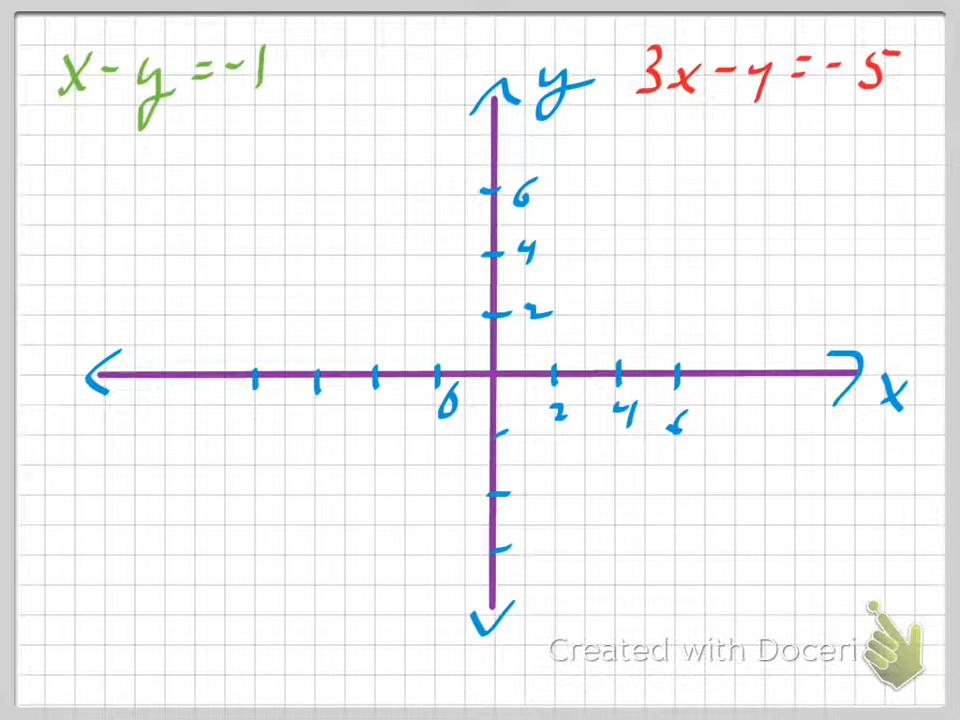 x - y = -1
y
3x - y = -5
6
4
2
x
0
2
4
6
Created with Doceri